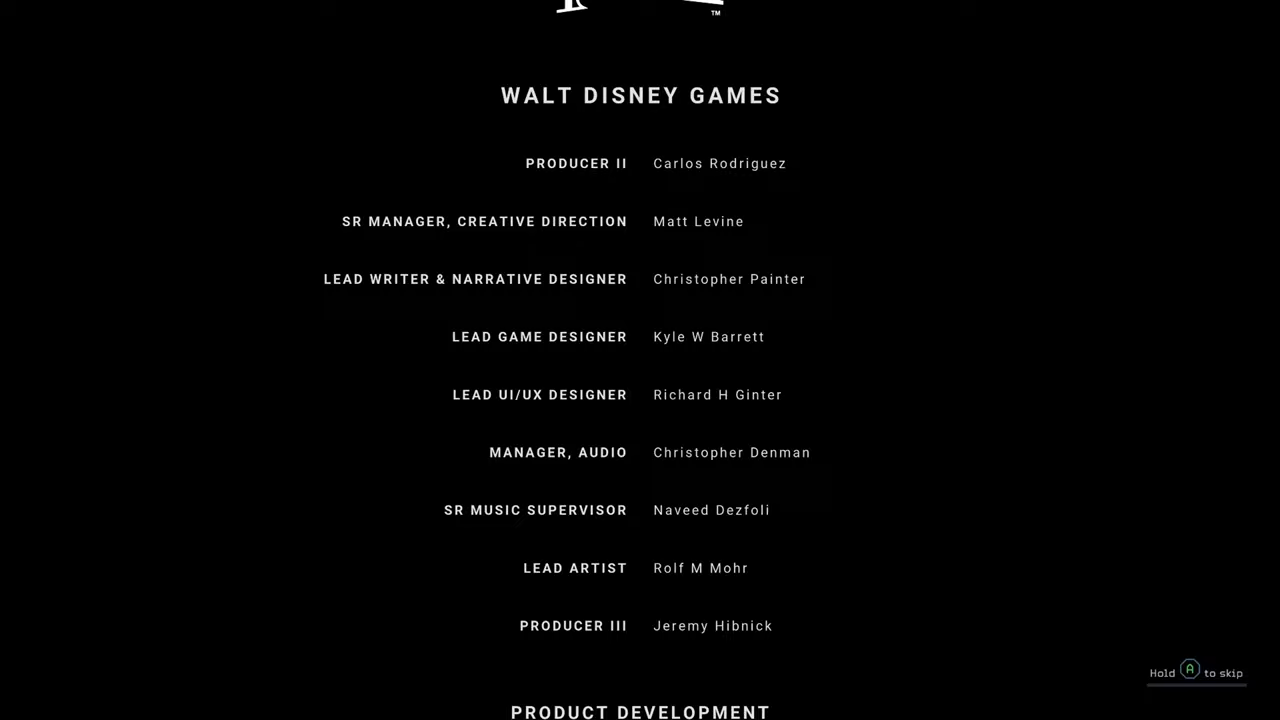 TM
WALT DISNEY GAMES
PRODUCER II Carlos Rodriguez
SR MANAGER, CREATIVE DIRECTION Matt Levine
LEAD WRITER & NARRATIVE DESIGNER Christopher Painter
LEAD GAME DESIGNER Kyle W Barrett
LEAD UI/UX DESIGNER Richard H Ginter
MANAGER, AUDIO Christopher Denman
SR MUSIC SUPERVISOR Naveed Dezfoli
LEAD ARTIST Rolf M Mohr
PRODUCER III Jeremy Hibnick
Hold A to skip
PRODUCT DEVELOPMENT